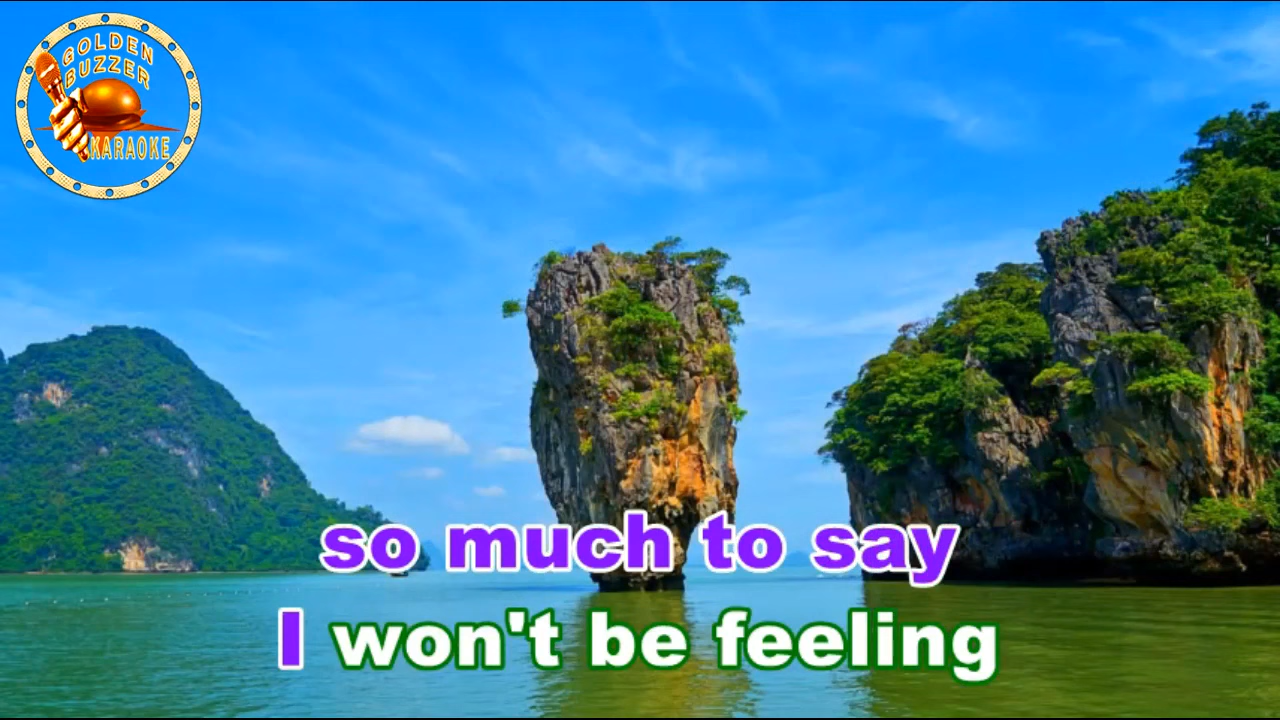 GOLDEN
BUZZER
KARAOKE
so much to say
I won't be feeling